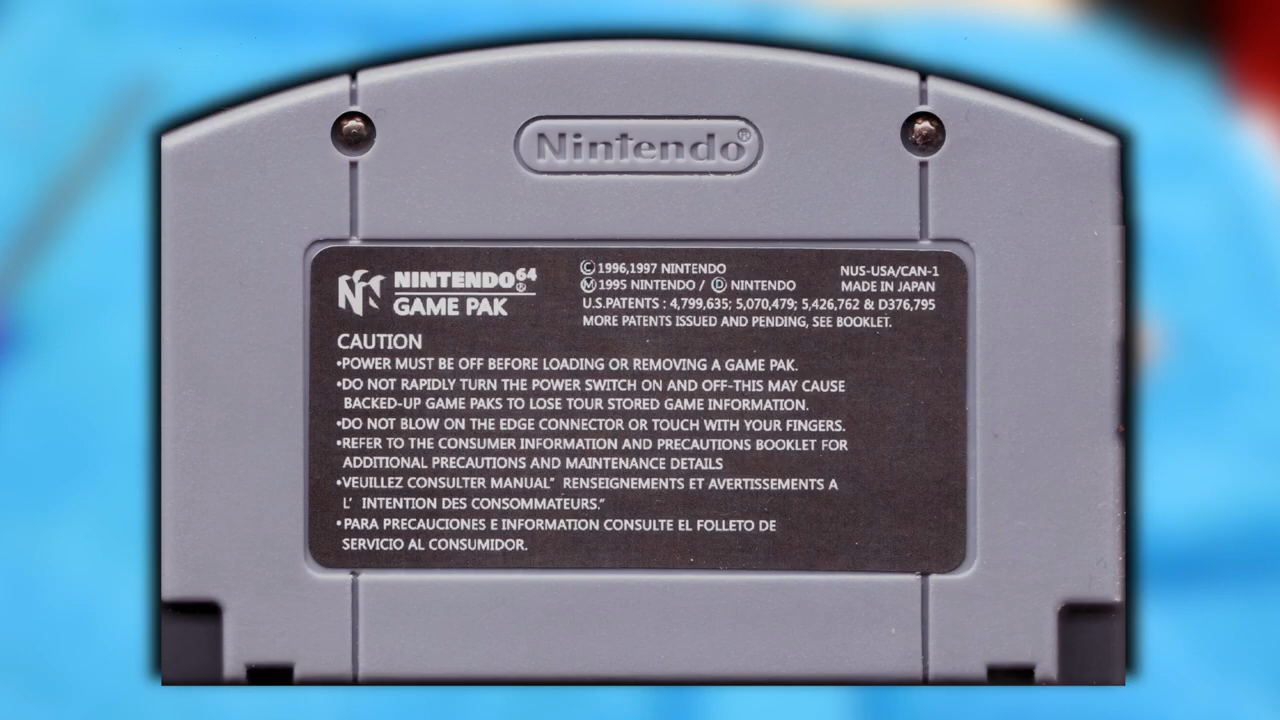 Nintendo®
NINTENDO64®
GAME PAK
Ⓒ1996,1997 NINTENDO
Ⓜ1995 NINTENDO / Ⓓ NINTENDO
U.S.PATENTS : 4,799,635; 5,070,479; 5,426,762 & D376,795
MORE PATENTS ISSUED AND PENDING, SEE BOOKLET.
NUS-USA/CAN-1
MADE IN JAPAN
CAUTION
•POWER MUST BE OFF BEFORE LOADING OR REMOVING A GAME PAK.
•DO NOT RAPIDLY TURN THE POWER SWITCH ON AND OFF-THIS MAY CAUSE
BACKED-UP GAME PAKS TO LOSE TOUR STORED GAME INFORMATION.
•DO NOT BLOW ON THE EDGE CONNECTOR OR TOUCH WITH YOUR FINGERS.
•REFER TO THE CONSUMER INFORMATION AND PRECAUTIONS BOOKLET FOR
ADDITIONAL PRECAUTIONS AND MAINTENANCE DETAILS
•VEUILLEZ CONSULTER MANUAL" RENSEIGNEMENTS ET AVERTISSEMENTS A
L' INTENTION DES CONSOMMATEURS."
•PARA PRECAUCIONES E INFORMATION CONSULTE EL FOLLETO DE
SERVICIO AL CONSUMIDOR.